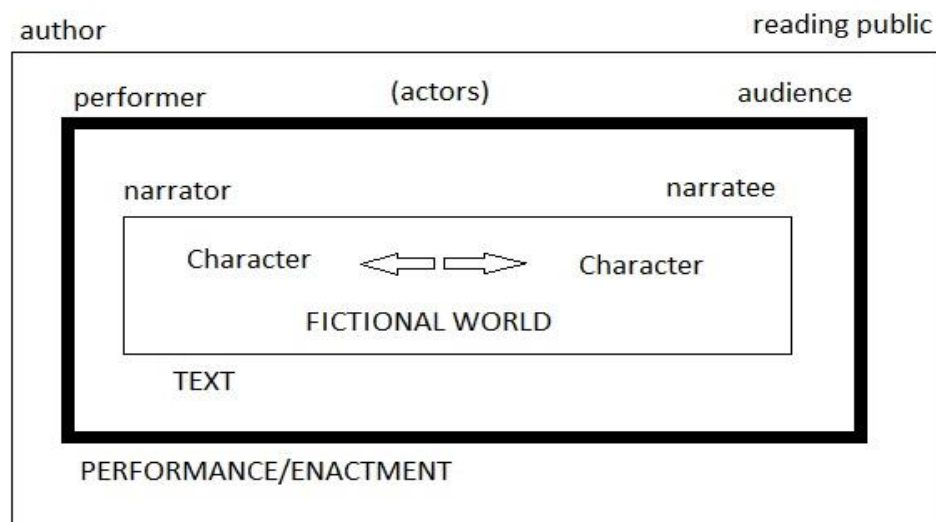 author reading public
performer (actors) audience
narrator narratee
Character Character
FICTIONAL WORLD
TEXT
PERFORMANCE/ENACTMENT